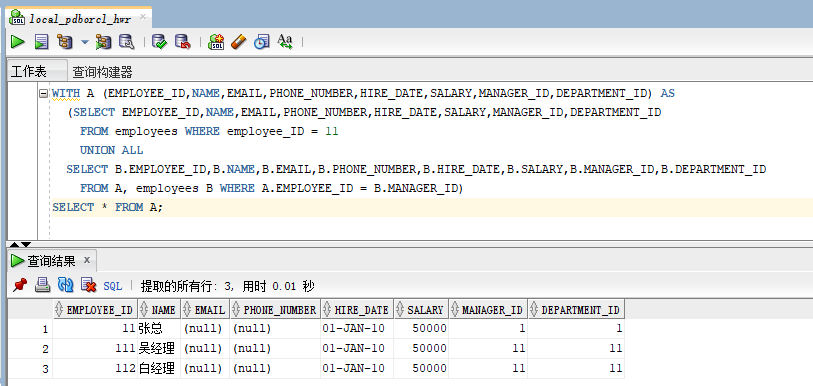 local_pdborcl_hwr
工作表 查询构建器
WITH A (EMPLOYEE_ID,NAME,EMAIL,PHONE_NUMBER,HIRE_DATE,SALARY,MANAGER_ID,DEPARTMENT_ID) AS
(SELECT EMPLOYEE_ID,NAME,EMAIL,PHONE_NUMBER,HIRE_DATE,SALARY,MANAGER_ID,DEPARTMENT_ID
FROM employees WHERE employee_ID = 11
UNION ALL
SELECT B.EMPLOYEE_ID,B.NAME,B.EMAIL,B.PHONE_NUMBER,B.HIRE_DATE,B.SALARY,B.MANAGER_ID,B.DEPARTMENT_ID
FROM A, employees B WHERE A.EMPLOYEE_ID = B.MANAGER_ID)
SELECT * FROM A;
查询结果 x
SQL | 提取的所有行: 3, 用时 0.01 秒
EMPLOYEE_ID NAME EMAIL PHONE_NUMBER HIRE_DATE SALARY MANAGER_ID DEPARTMENT_ID
1 11 张总 (null) (null) 01-JAN-10 50000 1 1
2 111 吴经理 (null) (null) 01-JAN-10 50000 11 11
3 112 白经理 (null) (null) 01-JAN-10 50000 11 11